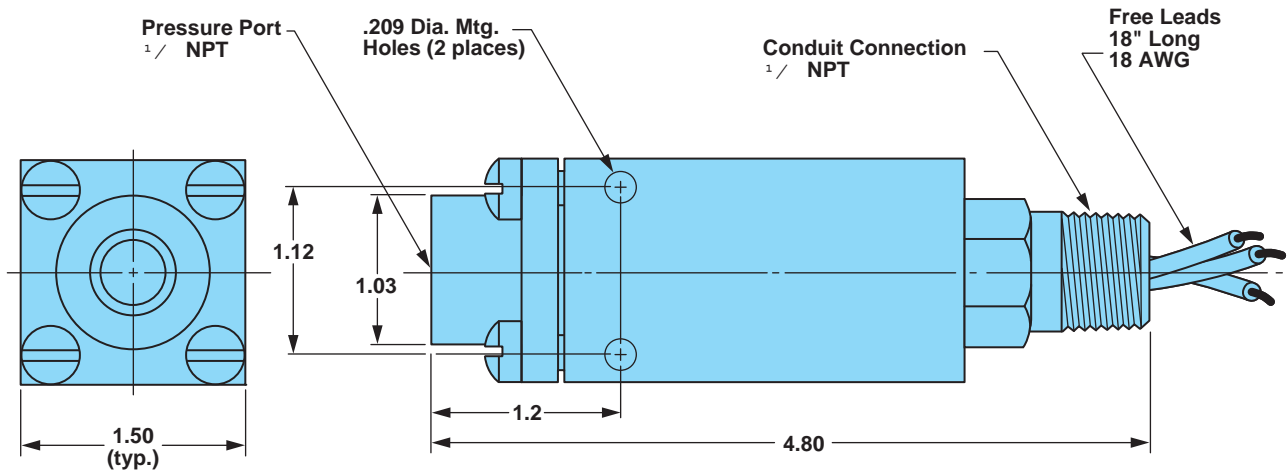 Pressure Port
¹⁄ NPT
.209 Dia. Mtg.
Holes (2 places)
Conduit Connection
¹⁄ NPT
Free Leads
18" Long
18 AWG
1.12
1.03
1.2
4.80
1.50
(typ.)